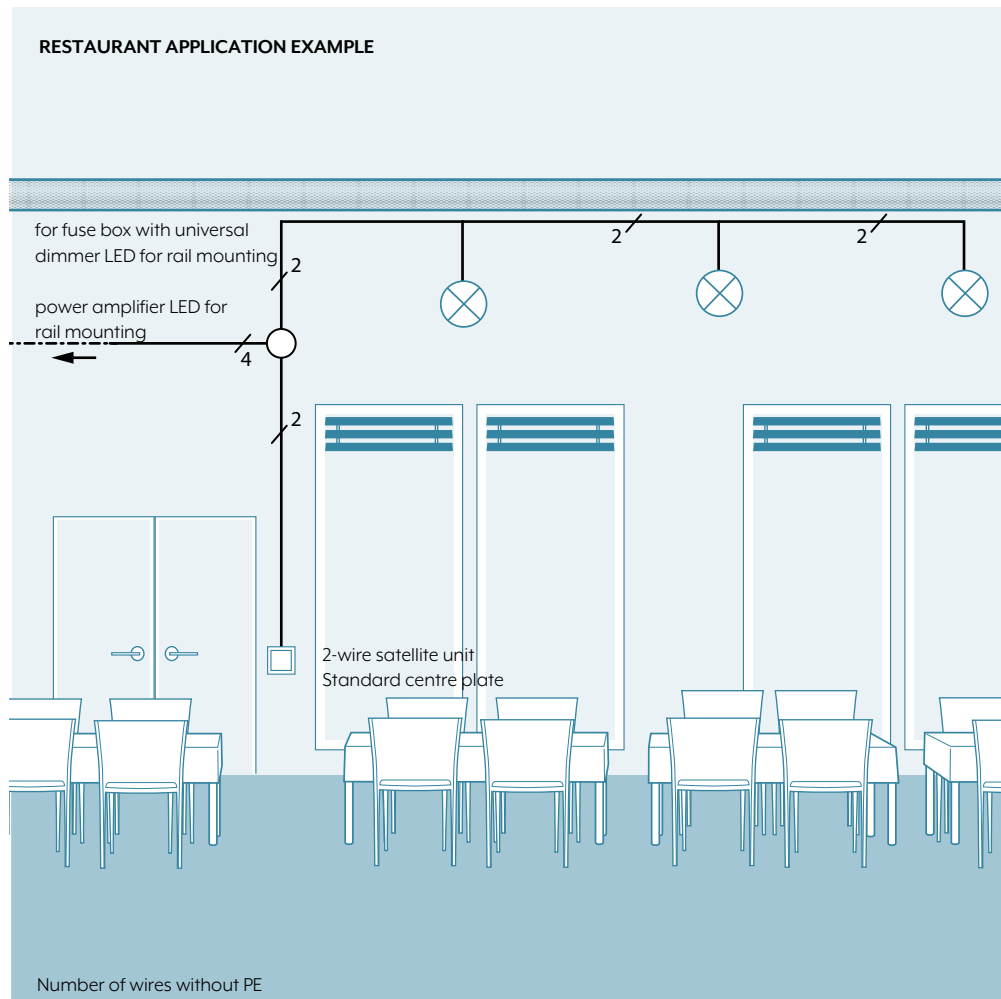 RESTAURANT APPLICATION EXAMPLE
for fuse box with universal
dimmer LED for rail mounting
2
2
2
power amplifier LED for
rail mounting
4
2
2-wire satellite unit
Standard centre plate
Number of wires without PE